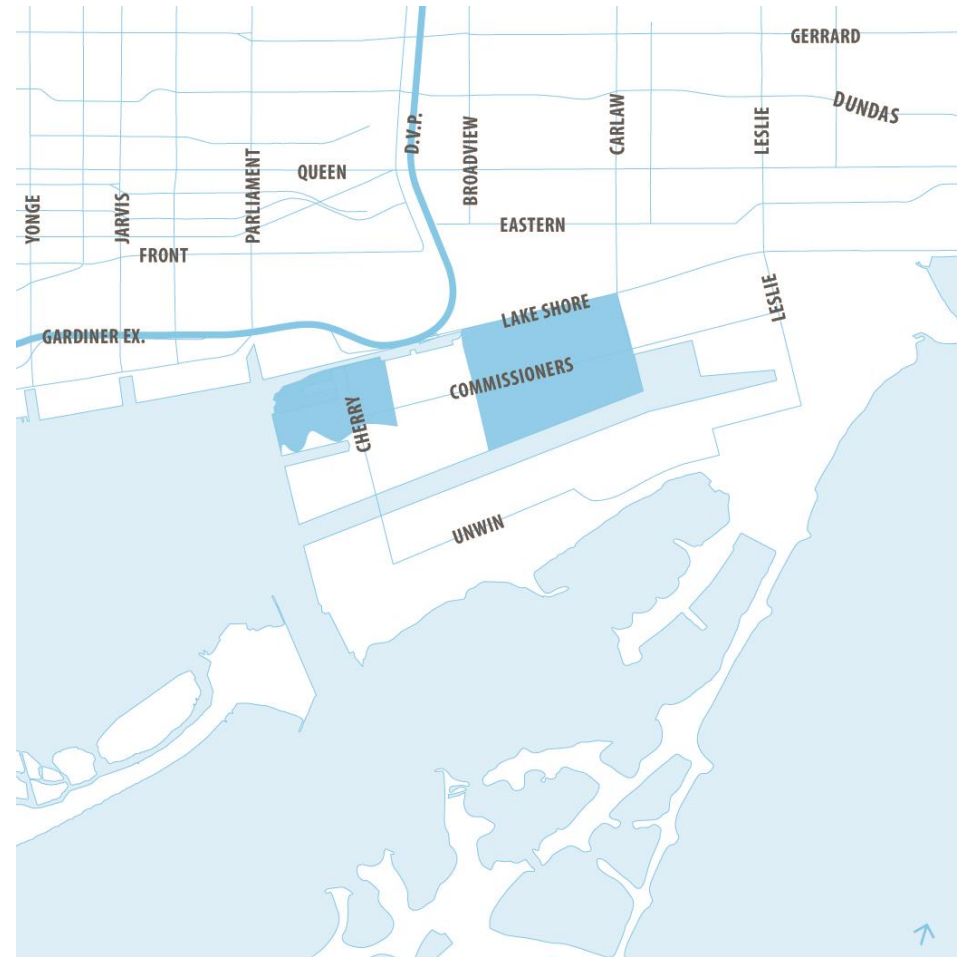 GERRARD
DUNDAS
D.V.P.
BROADVIEW
CARLAW
LESLIE
QUEEN
PARLIAMENT
YONGE
JARVIS
EASTERN
FRONT
LESLIE
LAKE SHORE
GARDINER EX.
COMMISSIONERS
CHERRY
UNWIN